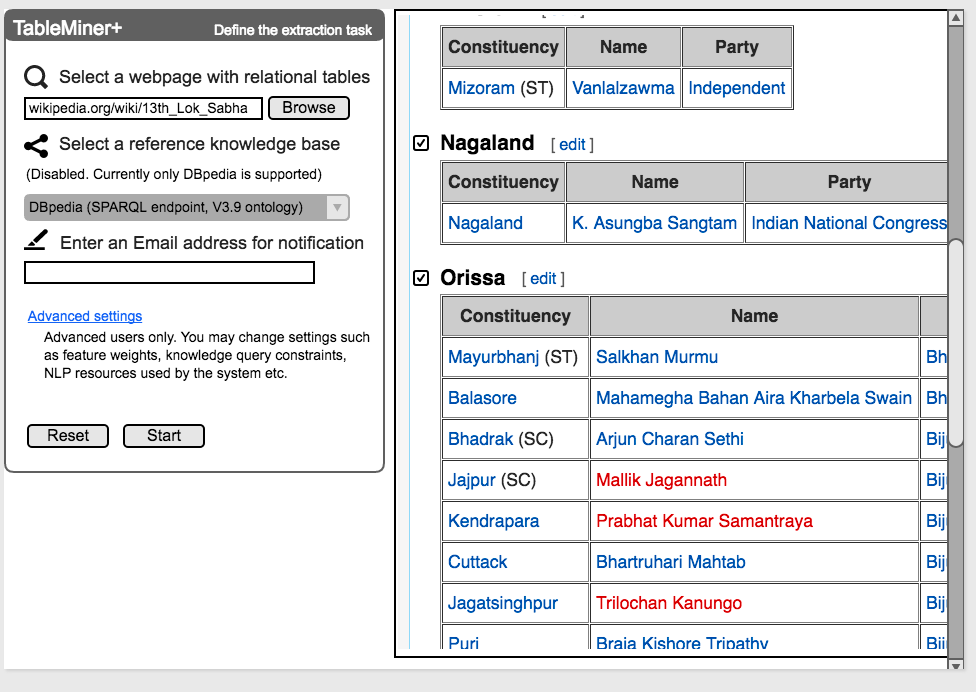 TableMiner+ Define the extraction task
Select a webpage with relational tables
wikipedia.org/wiki/13th_Lok_Sabha Browse
Select a reference knowledge base
(Disabled. Currently only DBpedia is supported)
DBpedia (SPARQL endpoint, V3.9 ontology)
Enter an Email address for notification
Advanced settings
Advanced users only. You may change settings such
as feature weights, knowledge query constraints,
NLP resources used by the system etc.
Reset Start
Constituency Name Party
Mizoram (ST) Vanlalzawma Independent
Nagaland [ edit ]
Constituency Name Party
Nagaland K. Asungba Sangtam Indian National Congress
Orissa [ edit ]
Constituency Name
Mayurbhanj (ST) Salkhan Murmu Bh
Balasore Mahamegha Bahan Aira Kharbela Swain Bh
Bhadrak (SC) Arjun Charan Sethi Bij
Jajpur (SC) Mallik Jagannath Bij
Kendrapara Prabhat Kumar Samantraya Bij
Cuttack Bhartruhari Mahtab Bij
Jagatsinghpur Trilochan Kanungo Bij
Puri Braja Kishore Tripathy Bij